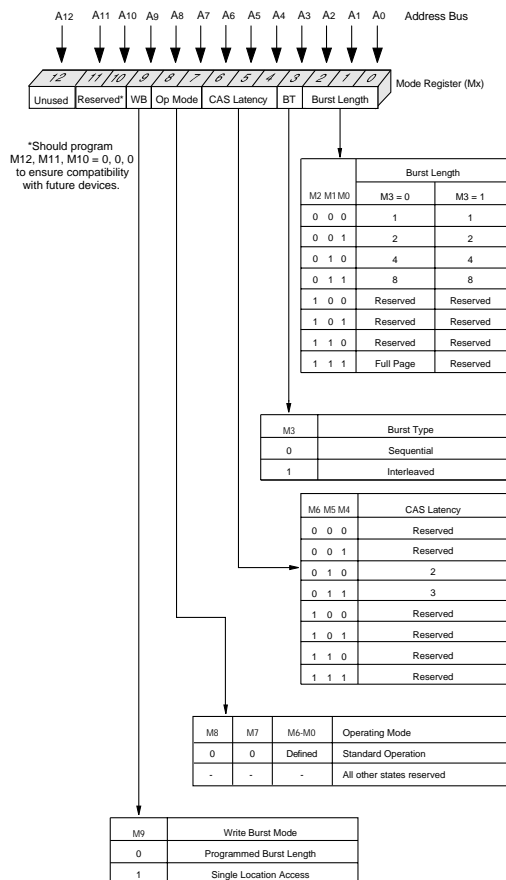 A12 A11 A10 A9 A8 A7 A6 A5 A4 A3 A2 A1 A0 Address Bus
12 11 10 9 8 7 6 5 4 3 2 1 0
Mode Register (Mx)
Unused Reserved* WB Op Mode CAS Latency BT Burst Length
*Should program
M12, M11, M10 = 0, 0, 0
to ensure compatibility
with future devices.
Burst Length
M2 M1 M0 M3 = 0 M3 = 1
0 0 0 1 1
0 0 1 2 2
0 1 0 4 4
0 1 1 8 8
1 0 0 Reserved Reserved
1 0 1 Reserved Reserved
1 1 0 Reserved Reserved
1 1 1 Full Page Reserved
M3 Burst Type
0 Sequential
1 Interleaved
M6 M5 M4 CAS Latency
0 0 0 Reserved
0 0 1 Reserved
0 1 0 2
0 1 1 3
1 0 0 Reserved
1 0 1 Reserved
1 1 0 Reserved
1 1 1 Reserved
M8 M7 M6-M0 Operating Mode
0 0 Defined Standard Operation
- - - All other states reserved
M9 Write Burst Mode
0 Programmed Burst Length
1 Single Location Access